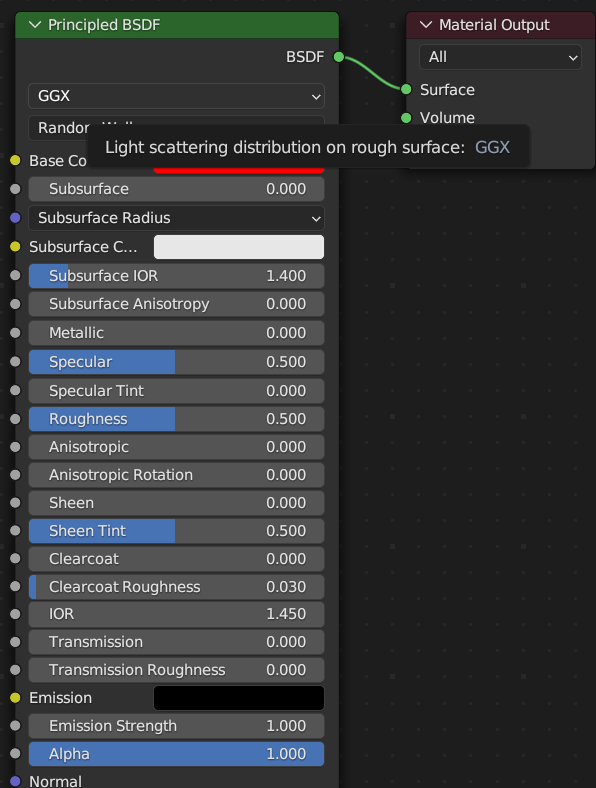 Principled BSDF
Material Output
BSDF
All
Surface
GGX
Volume
Light scattering distribution on rough surface: GGX
Base Co
Subsurface 0.000
Subsurface Radius
Subsurface C...
Subsurface IOR 1.400
Subsurface Anisotropy 0.000
Metallic 0.000
Specular 0.500
Specular Tint 0.000
Roughness 0.500
Anisotropic 0.000
Anisotropic Rotation 0.000
Sheen 0.000
Sheen Tint 0.500
Clearcoat 0.000
Clearcoat Roughness 0.030
IOR 1.450
Transmission 0.000
Transmission Roughness 0.000
Emission
Emission Strength 1.000
Alpha 1.000
Normal